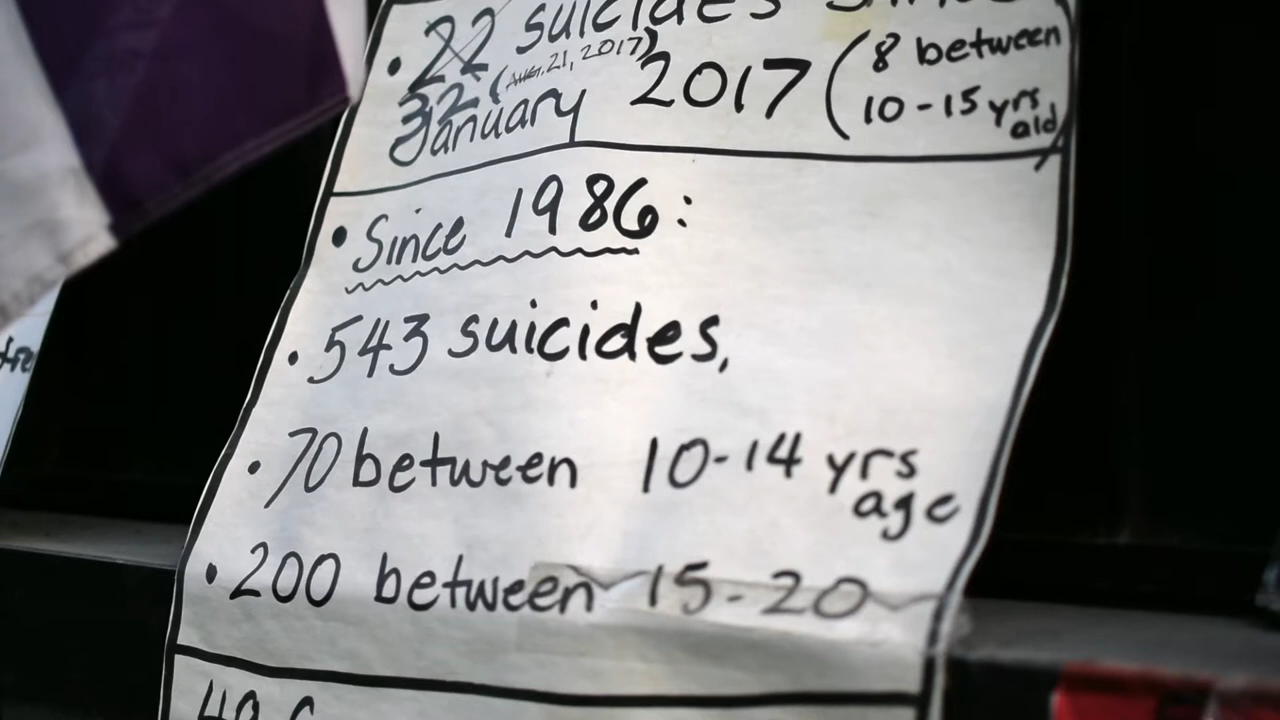 • 22 suicides since
32 (AUG. 21, 2017)
January 2017 (8 between
10-15 yrs
old)
• Since 1986:
• 543 suicides,
• 70 between 10-14 yrs
age
• 200 between 15-20